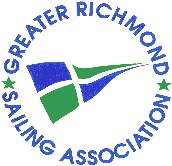 GREATER RICHMOND
SAILING ASSOCIATION